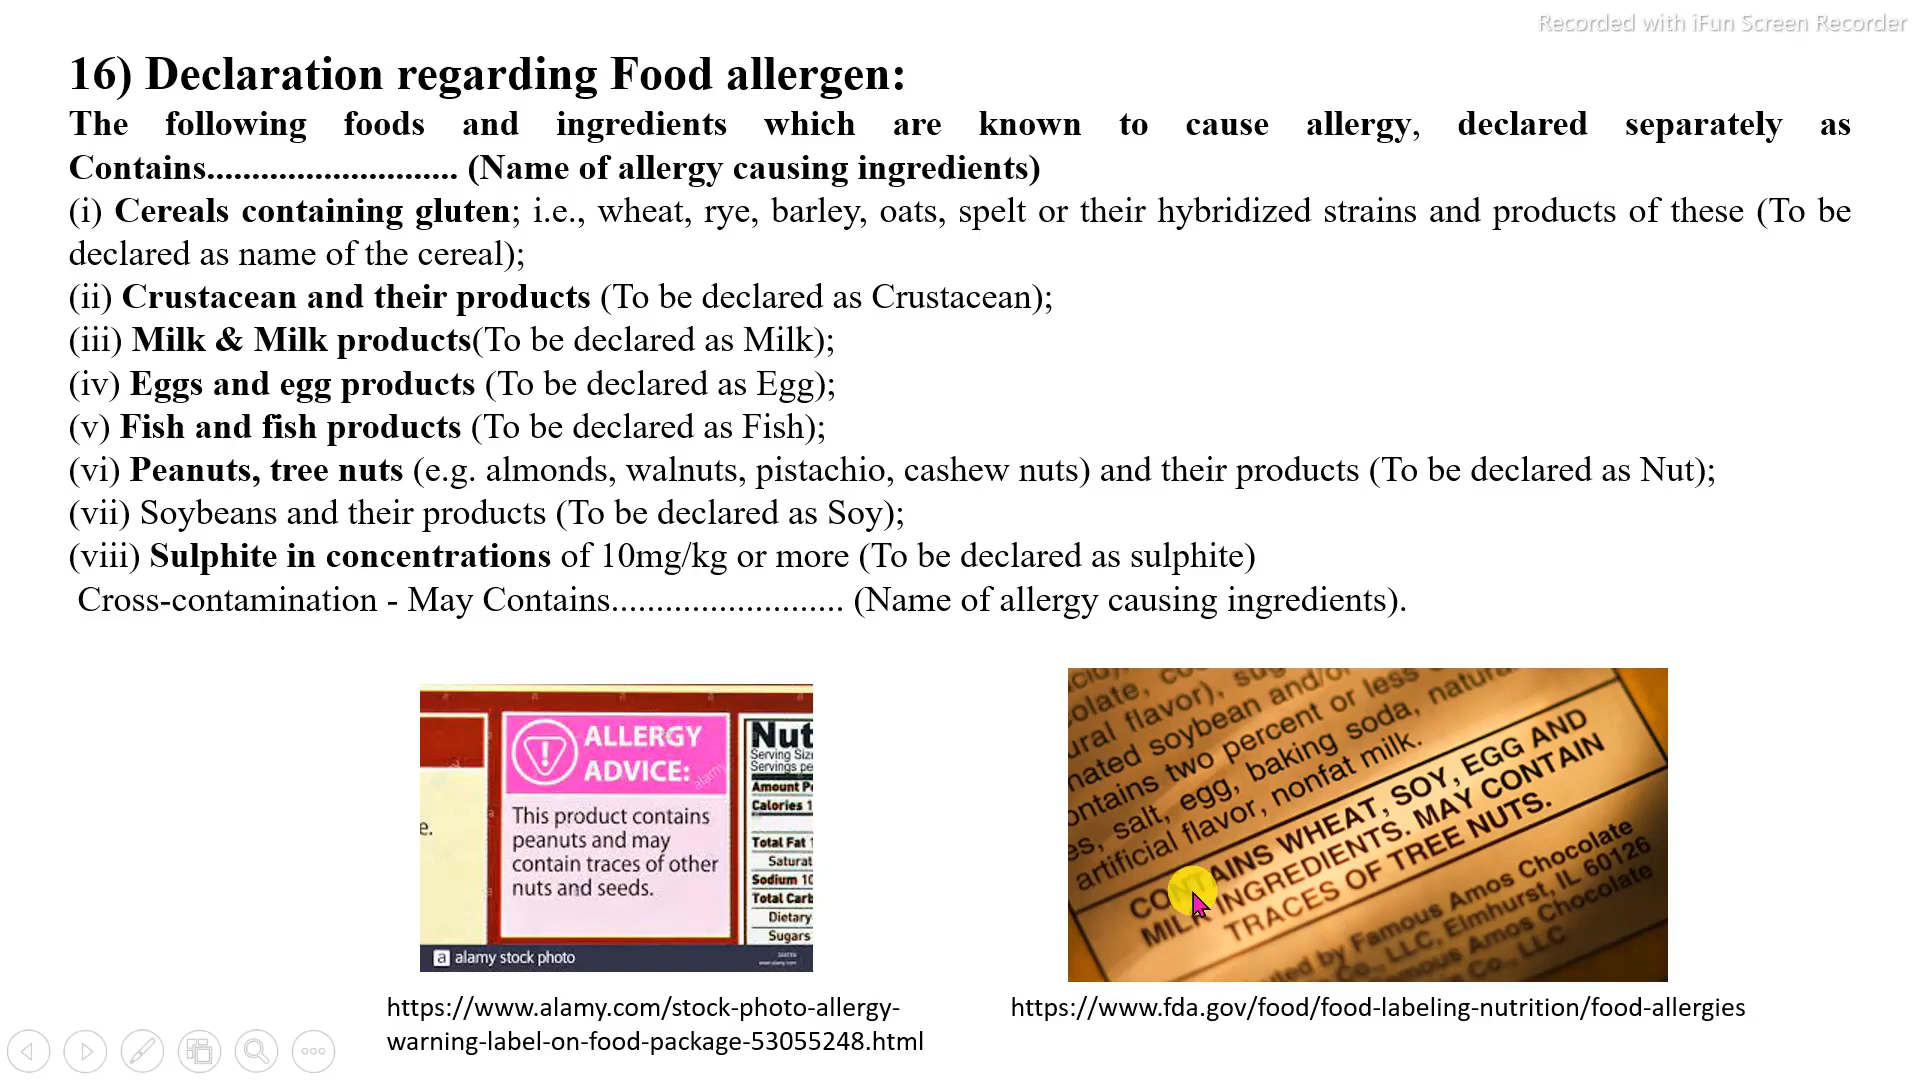 Recorded with iFun Screen Recorder
16) Declaration regarding Food allergen:
The following foods and ingredients which are known to cause allergy, declared separately as
Contains............................ (Name of allergy causing ingredients)
(i) Cereals containing gluten; i.e., wheat, rye, barley, oats, spelt or their hybridized strains and products of these (To be
declared as name of the cereal);
(ii) Crustacean and their products (To be declared as Crustacean);
(iii) Milk & Milk products(To be declared as Milk);
(iv) Eggs and egg products (To be declared as Egg);
(v) Fish and fish products (To be declared as Fish);
(vi) Peanuts, tree nuts (e.g. almonds, walnuts, pistachio, cashew nuts) and their products (To be declared as Nut);
(vii) Soybeans and their products (To be declared as Soy);
(viii) Sulphite in concentrations of 10mg/kg or more (To be declared as sulphite)
Cross-contamination - May Contains.......................... (Name of allergy causing ingredients).
e.
ALLERGY
ADVICE:
This product contains
peanuts and may
contain traces of other
nuts and seeds.
Nut
Serving Siz
Servings pe
Amount P
Calories 1
Total Fat 1
Saturat
Sodium 10
Total Carb
Dietary
Sugars
alamy
a alamy stock photo
olate, co
ural flavor), sug
nated soybean and/or
ontains two percent or less
es, salt, egg, baking soda, natura
artificial flavor, nonfat milk.
CONTAINS WHEAT, SOY, EGG AND
MILK INGREDIENTS. MAY CONTAIN
TRACES OF TREE NUTS.
ted by Famous Amos Chocolate
Co., LLC, Elmhurst, IL 60126
mous Amos Chocolate
Co., LLC
https://www.alamy.com/stock-photo-allergy-
warning-label-on-food-package-53055248.html
https://www.fda.gov/food/food-labeling-nutrition/food-allergies